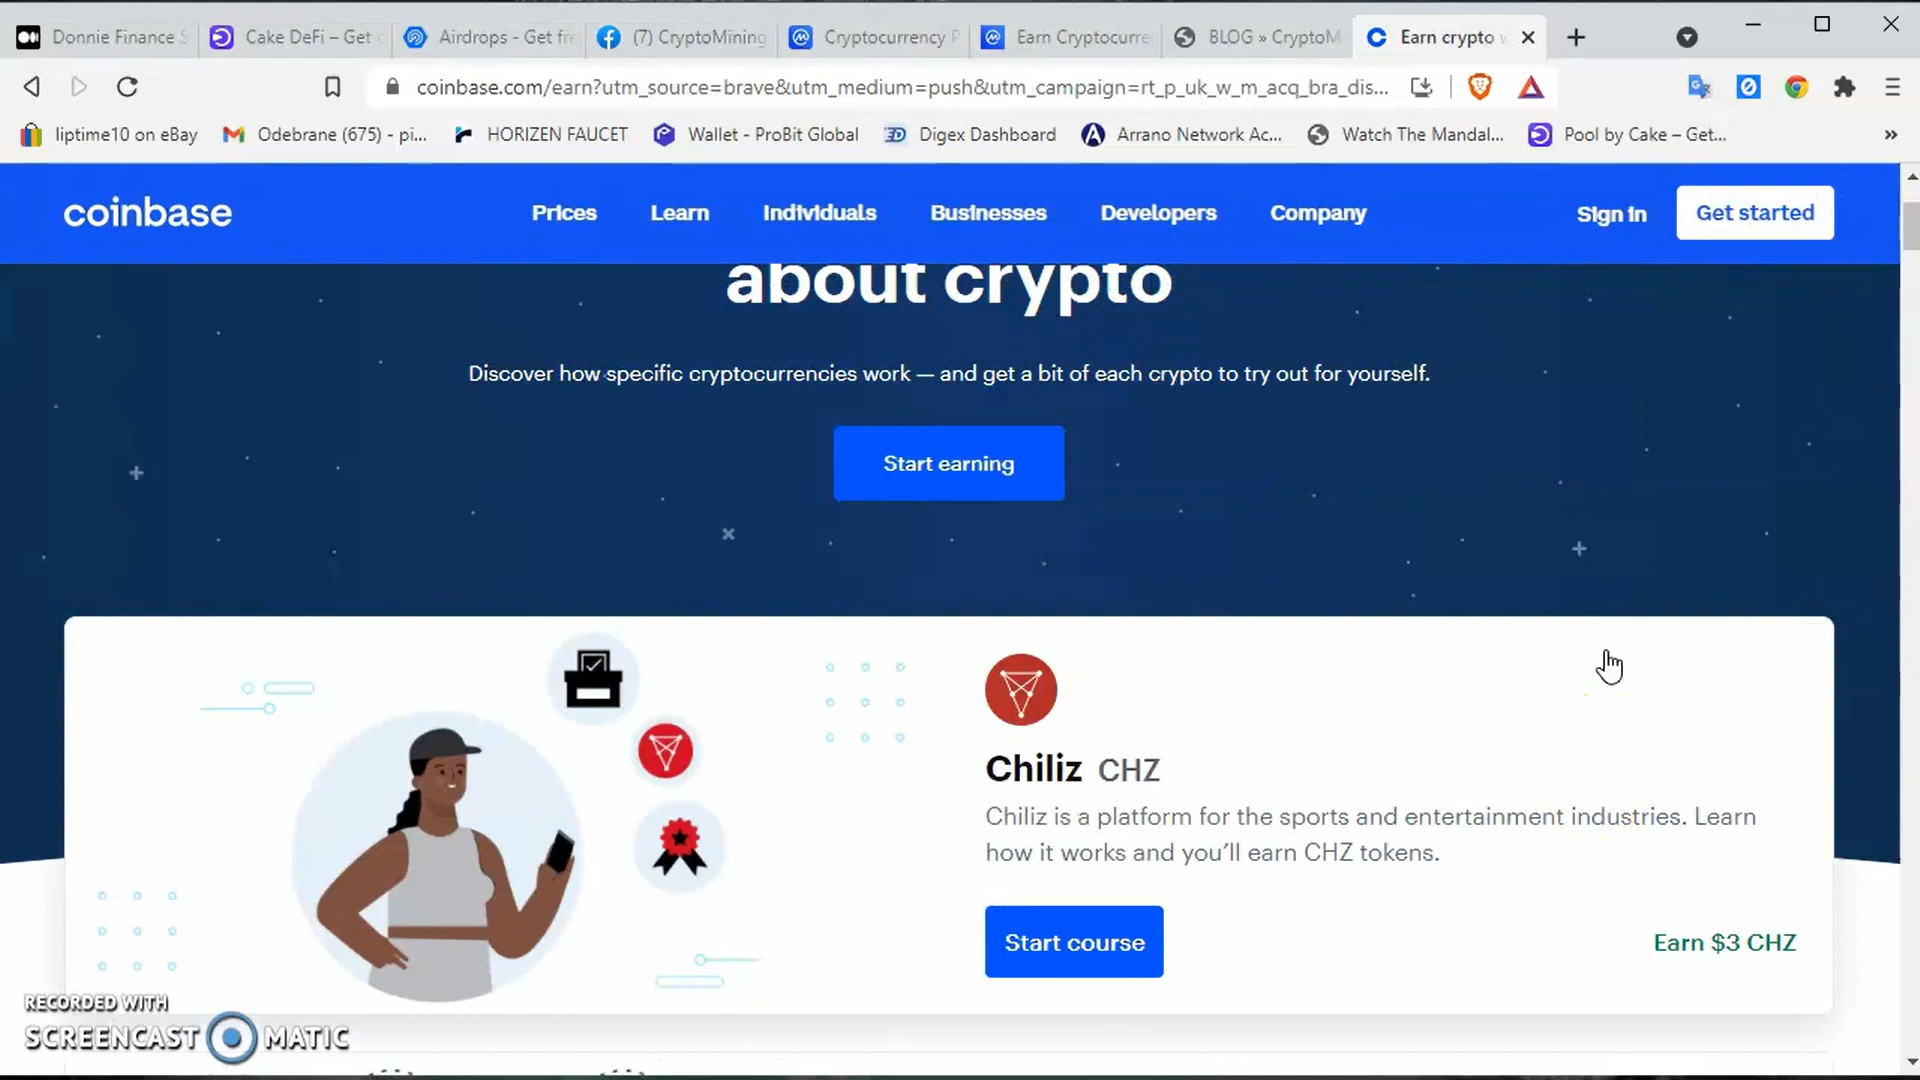 Donnie Finance S
Cake DeFi – Get c
Airdrops - Get fre
(7) CryptoMining
Cryptocurrency P
Earn Cryptocurre
BLOG » CryptoM
Earn crypto w
coinbase.com/earn?utm_source=brave&utm_medium=push&utm_campaign=rt_p_uk_w_m_acq_bra_dis...
liptime10 on eBay
Odebrane (675) - pi...
HORIZEN FAUCET
Wallet - ProBit Global
Digex Dashboard
Arrano Network Ac...
Watch The Mandal...
Pool by Cake – Get...
»
coinbase
Prices
Learn
Individuals
Businesses
Developers
Company
Sign in
Get started
about crypto
Discover how specific cryptocurrencies work — and get a bit of each crypto to try out for yourself.
Start earning
Chiliz CHZ
Chiliz is a platform for the sports and entertainment industries. Learn
how it works and you’ll earn CHZ tokens.
Start course
Earn $3 CHZ
RECORDED WITH
SCREENCAST MATIC